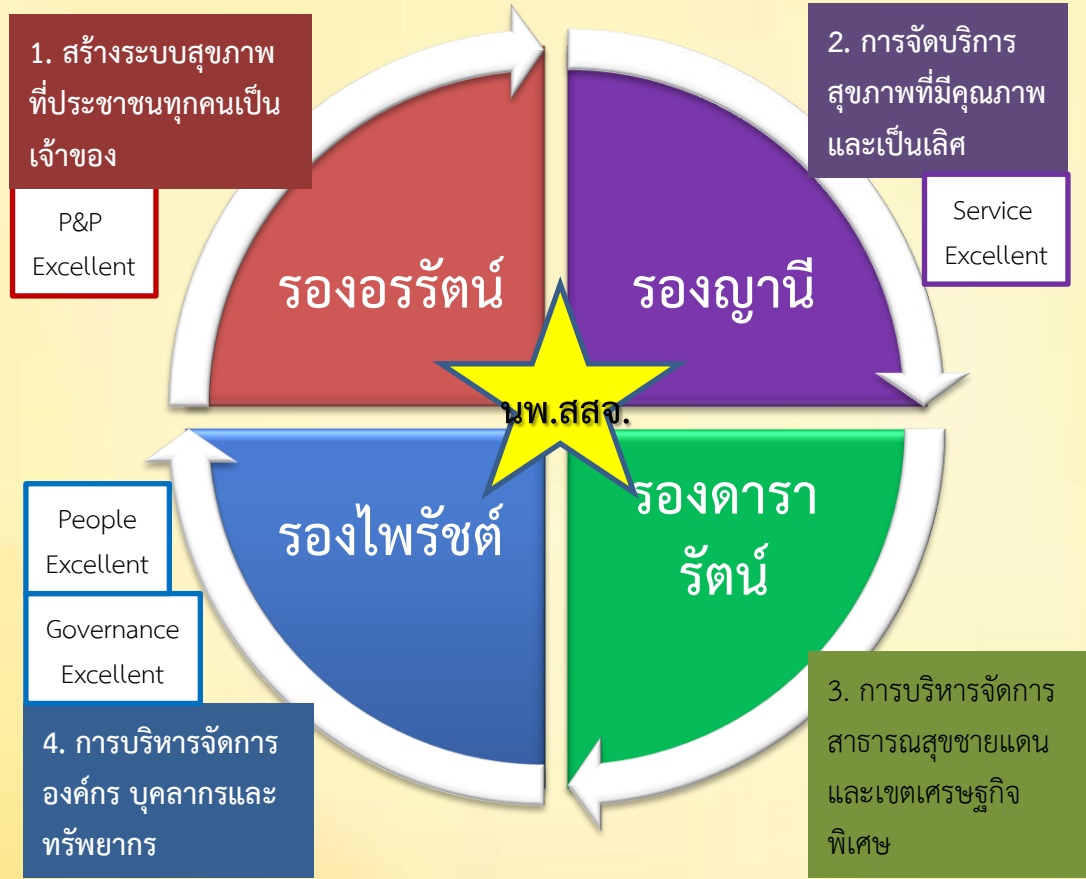 1. สร้างระบบสุขภาพ
ที่ประชาชนทุกคนเป็น
เจ้าของ
P&P
Excellent
2. การจัดบริการ
สุขภาพที่มีคุณภาพ
และเป็นเลิศ
Service
Excellent
รองอรรัตน์
รองญานี
นพ.สสจ.
รองไพรัชต์
รองดารา
รัตน์
People
Excellent
Governance
Excellent
4. การบริหารจัดการ
องค์กร บุคลากรและ
ทรัพยากร
3. การบริหารจัดการ
สาธารณสุขชายแดน
และเขตเศรษฐกิจ
พิเศษ